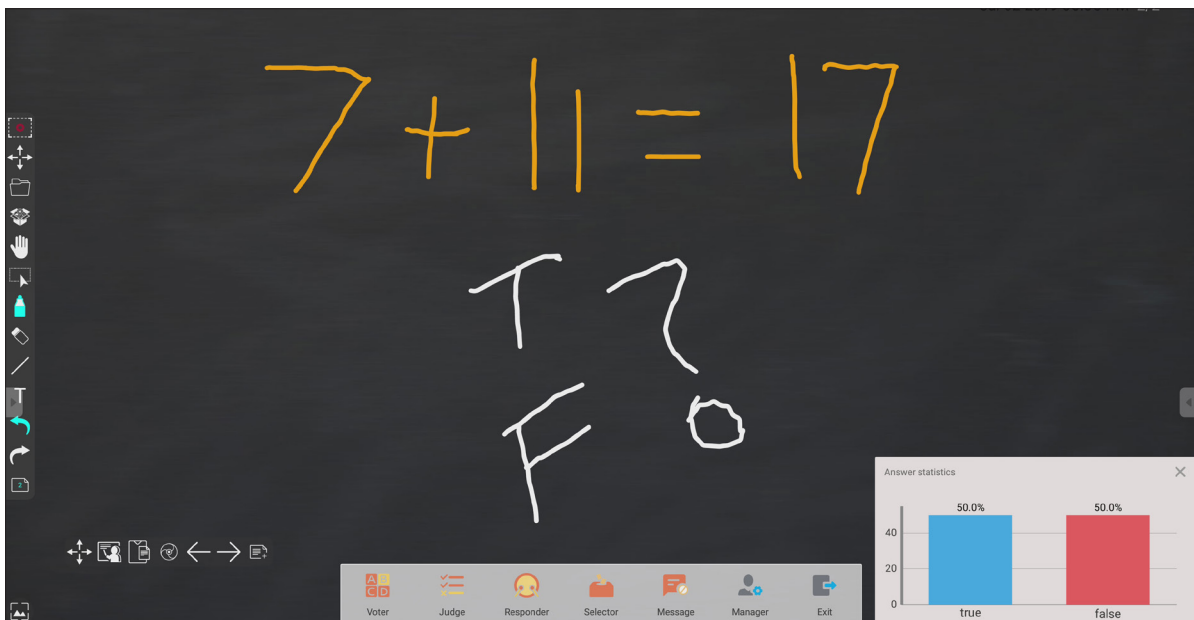 7 + 11 = 17
T ?
F
Answer statistics
50.0% 50.0%
40
20
0
true false
T
2
A B
C D
Voter Judge Responder Selector Message Manager Exit